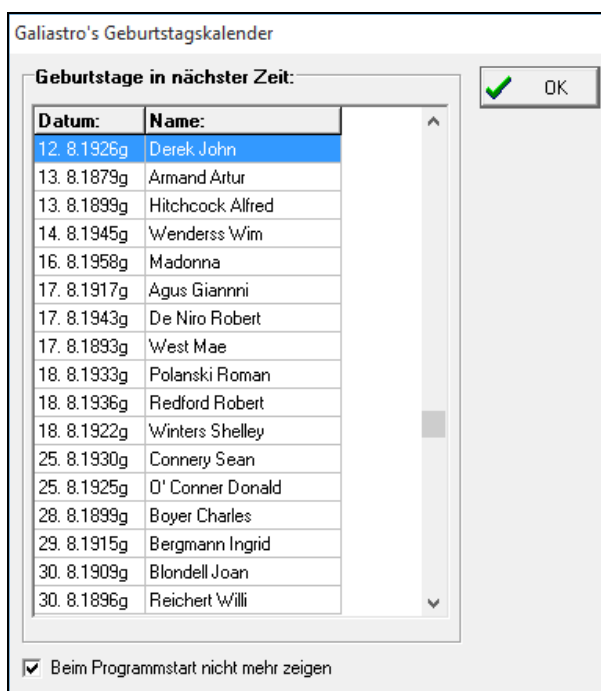 Galiastro's Geburtstagskalender
Geburtstage in nächster Zeit:
OK
Datum: Name:
12. 8.1926g Derek John
13. 8.1879g Armand Artur
13. 8.1899g Hitchcock Alfred
14. 8.1945g Wenderss Wim
16. 8.1958g Madonna
17. 8.1917g Agus Giannni
17. 8.1943g De Niro Robert
17. 8.1893g West Mae
18. 8.1933g Polanski Roman
18. 8.1936g Redford Robert
18. 8.1922g Winters Shelley
25. 8.1930g Connery Sean
25. 8.1925g O' Conner Donald
28. 8.1899g Boyer Charles
29. 8.1915g Bergmann Ingrid
30. 8.1909g Blondell Joan
30. 8.1896g Reichert Willi
Beim Programmstart nicht mehr zeigen